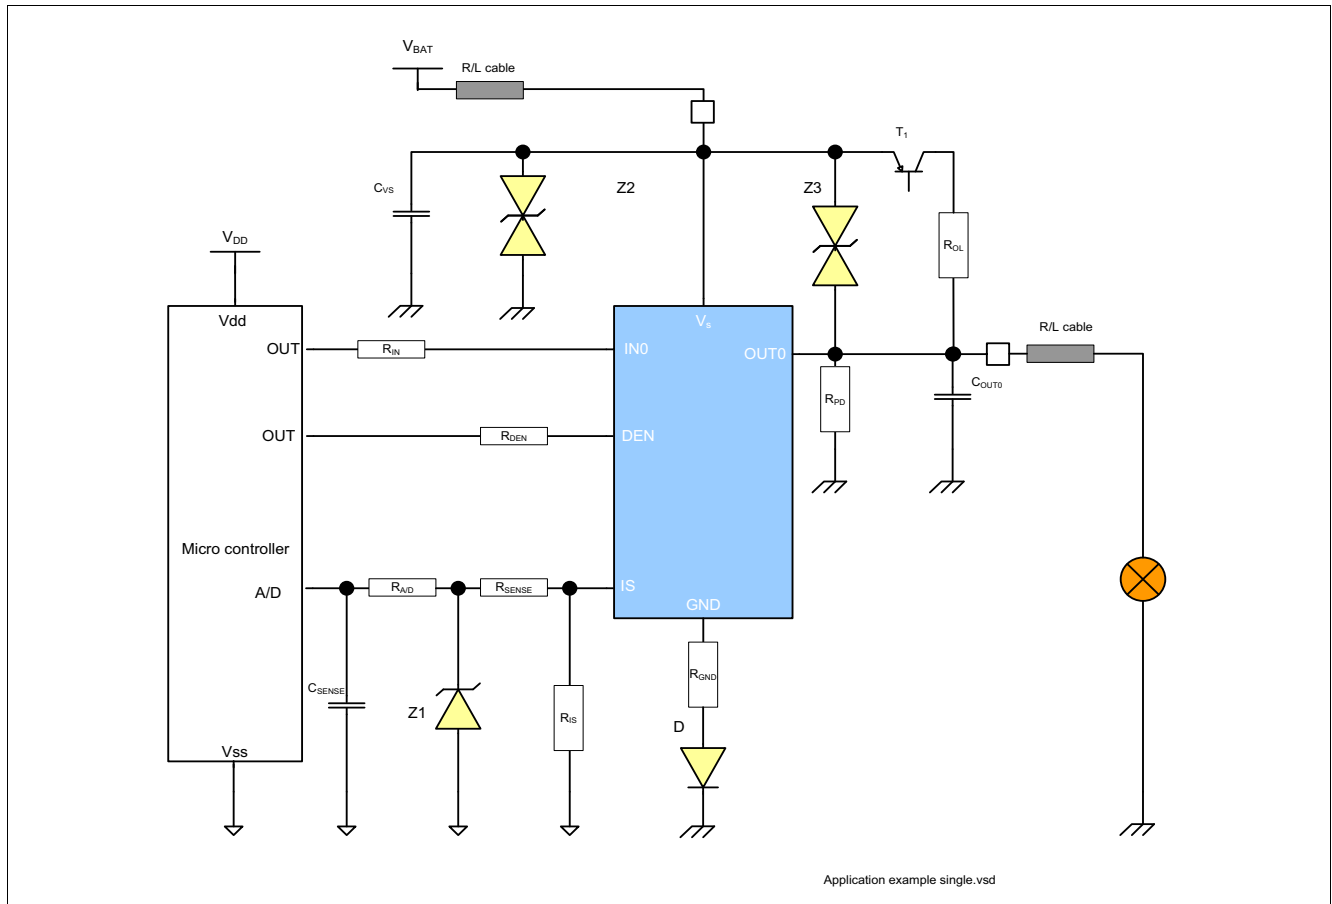 VBAT
R/L cable
T1
CVS
Z2
Z3
VDD
ROL
Vdd
Vs
R/L cable
OUT
RIN
IN0
OUT0
COUT0
RPD
OUT
RDEN
DEN
Micro controller
A/D
RA/D
RSENSE
IS
GND
CSENSE
Z1
RIS
RGND
D
Vss
Application example single.vsd